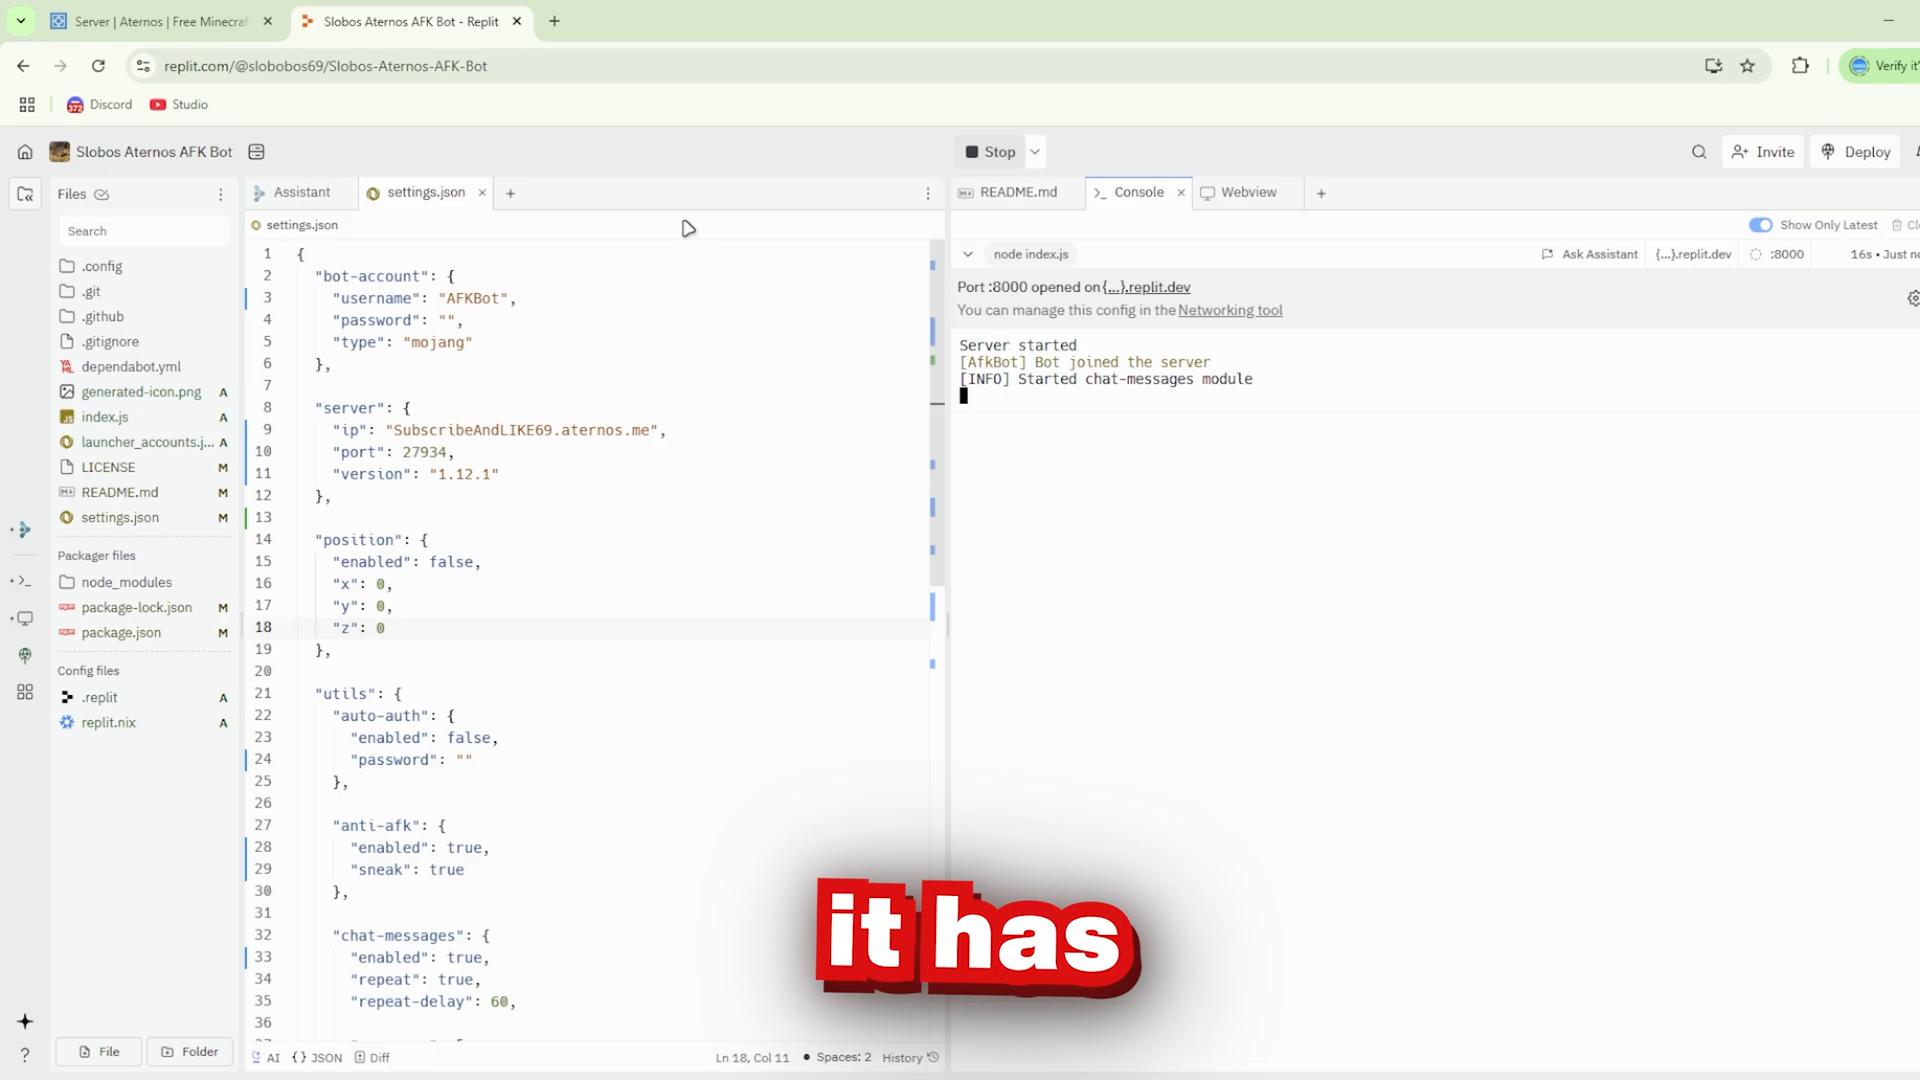 Server | Aternos | Free Minecraf
Slobos Aternos AFK Bot - Replit
replit.com/@slobobos69/Slobos-Aternos-AFK-Bot
Verify it'
372
Discord
Studio
Slobos Aternos AFK Bot
Stop
Invite
Deploy
Files
Search
.config
.git
.github
.gitignore
dependabot.yml
generated-icon.png A
index.js A
launcher_accounts.j... A
LICENSE M
README.md M
settings.json M
Packager files
node_modules
package-lock.json M
package.json M
Config files
.replit A
replit.nix A
File
Folder
Assistant
settings.json
settings.json
1 {
2 "bot-account": {
3 "username": "AFKBot",
4 "password": "",
5 "type": "mojang"
6 },
7
8 "server": {
9 "ip": "SubscribeAndLIKE69.aternos.me",
10 "port": 27934,
11 "version": "1.12.1"
12 },
13
14 "position": {
15 "enabled": false,
16 "x": 0,
17 "y": 0,
18 "z": 0
19 },
20
21 "utils": {
22 "auto-auth": {
23 "enabled": false,
24 "password": ""
25 },
26
27 "anti-afk": {
28 "enabled": true,
29 "sneak": true
30 },
31
32 "chat-messages": {
33 "enabled": true,
34 "repeat": true,
35 "repeat-delay": 60,
36
AI
{} JSON
Diff
Ln 18, Col 11
Spaces: 2
History
README.md
Console
Webview
Show Only Latest
node index.js
Ask Assistant
{...}.replit.dev
:8000
16s • Just no
Port :8000 opened on {...}.replit.dev
You can manage this config in the Networking tool
Server started
[AfkBot] Bot joined the server
[INFO] Started chat-messages module
it has